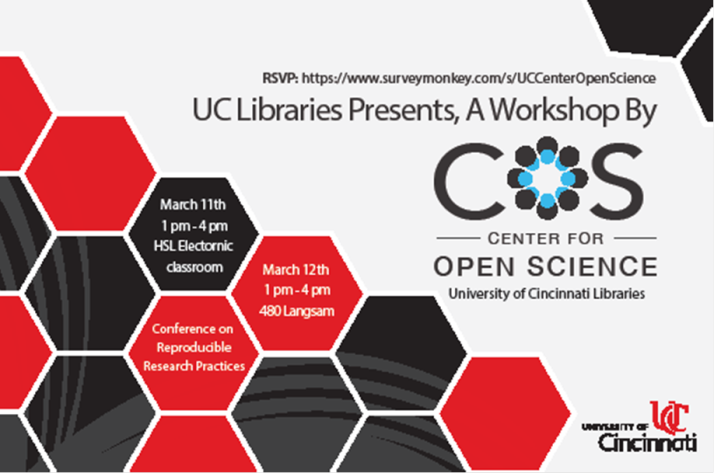 RSVP: https://www.surveymonkey.com/s/UCCenterOpenScience
UC Libraries Presents, A Workshop By
COS
CENTER FOR
OPEN SCIENCE
University of Cincinnati Libraries
March 11th
1 pm - 4 pm
HSL Electornic
classroom
March 12th
1 pm - 4 pm
480 Langsam
Conference on
Reproducible
Research Practices
UC
UNIVERSITY OF
Cincinnati